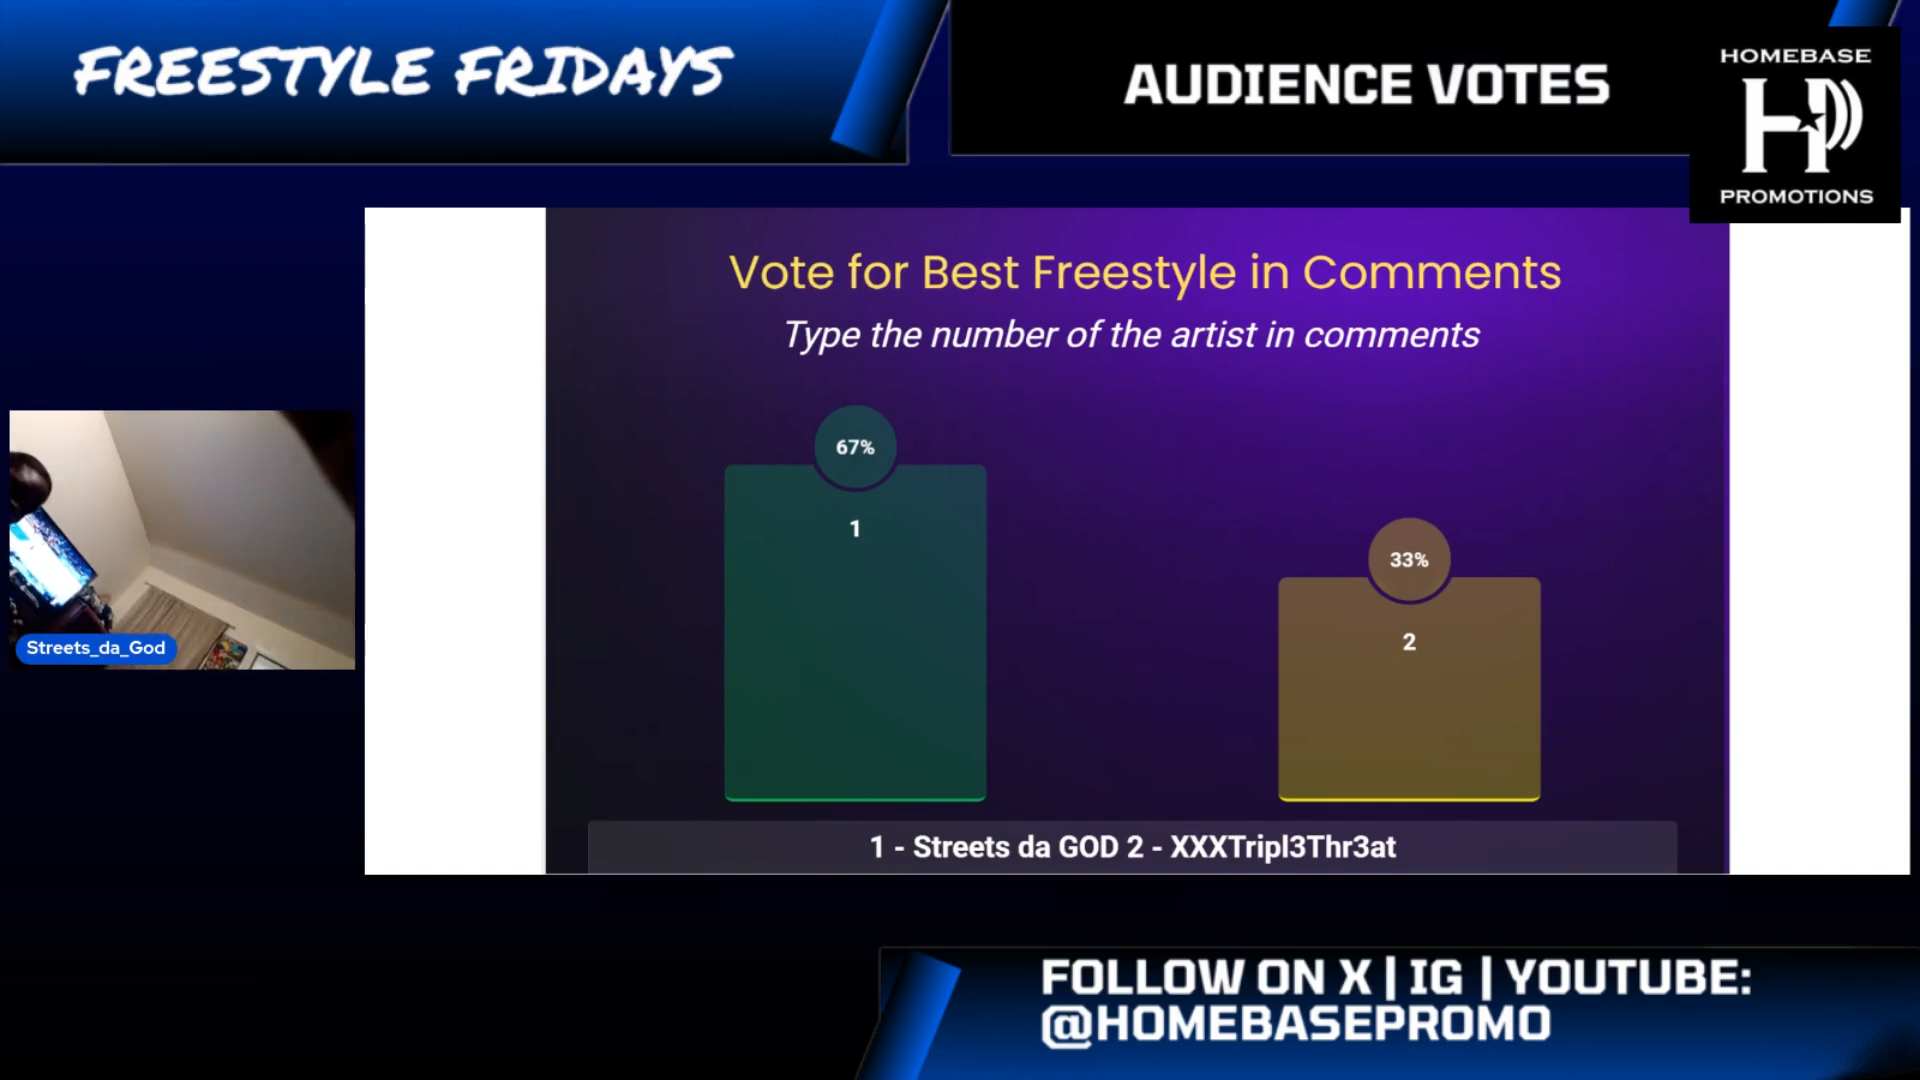 FREESTYLE FRIDAYS
AUDIENCE VOTES
HOMEBASE
H
PROMOTIONS
Vote for Best Freestyle in Comments
Type the number of the artist in comments
67%
1
33%
2
1 - Streets da GOD 2 - XXXTripl3Thr3at
Streets_da_God
FOLLOW ON X | IG | YOUTUBE:
@HOMEBASEPROMO